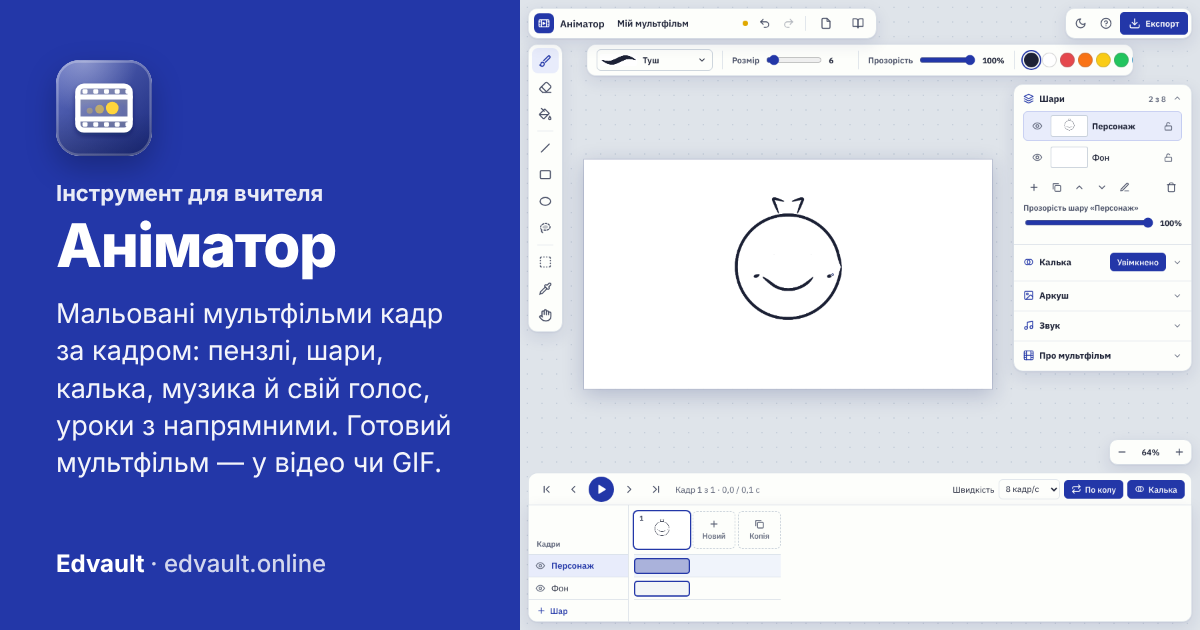 Інструмент для вчителя
Аніматор
Мальовані мультфільми кадр
за кадром: пензлі, шари,
калька, музика й свій голос,
уроки з напрямними. Готовий
мультфільм — у відео чи GIF.
Edvault · edvault.online
Аніматор
Мій мультфільм
Експорт
Туш
Розмір
6
Прозорість
100%
Шари
2 з 8
Персонаж
Фон
Прозорість шару «Персонаж»
100%
Калька
Увімкнено
Аркуш
Звук
Про мультфільм
64%
Кадр 1 з 1 · 0,0 / 0,1 с
Швидкість
8 кадр/с
По колу
Калька
Кадри
1
Новий
Копія
Персонаж
Фон
+ Шар